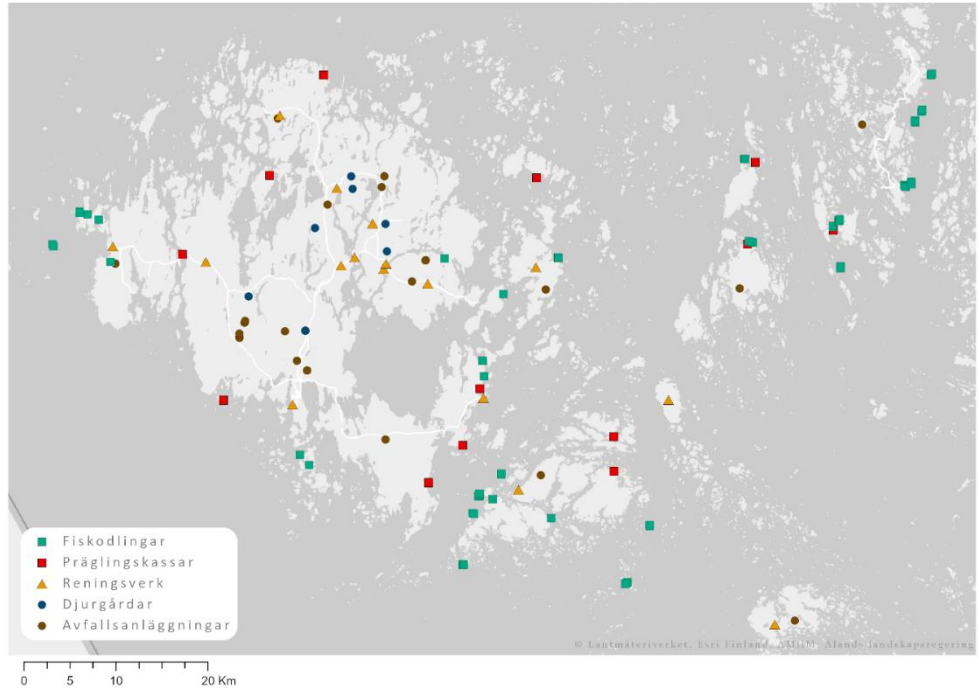 Fiskodlingar
Präglingskassar
Reningsverk
Djurgårdar
Avfallsanläggningar
© Lantmäteriverket, Esri Finland, ÅMHM, Ålands landskapsregering
0 5 10 20 Km